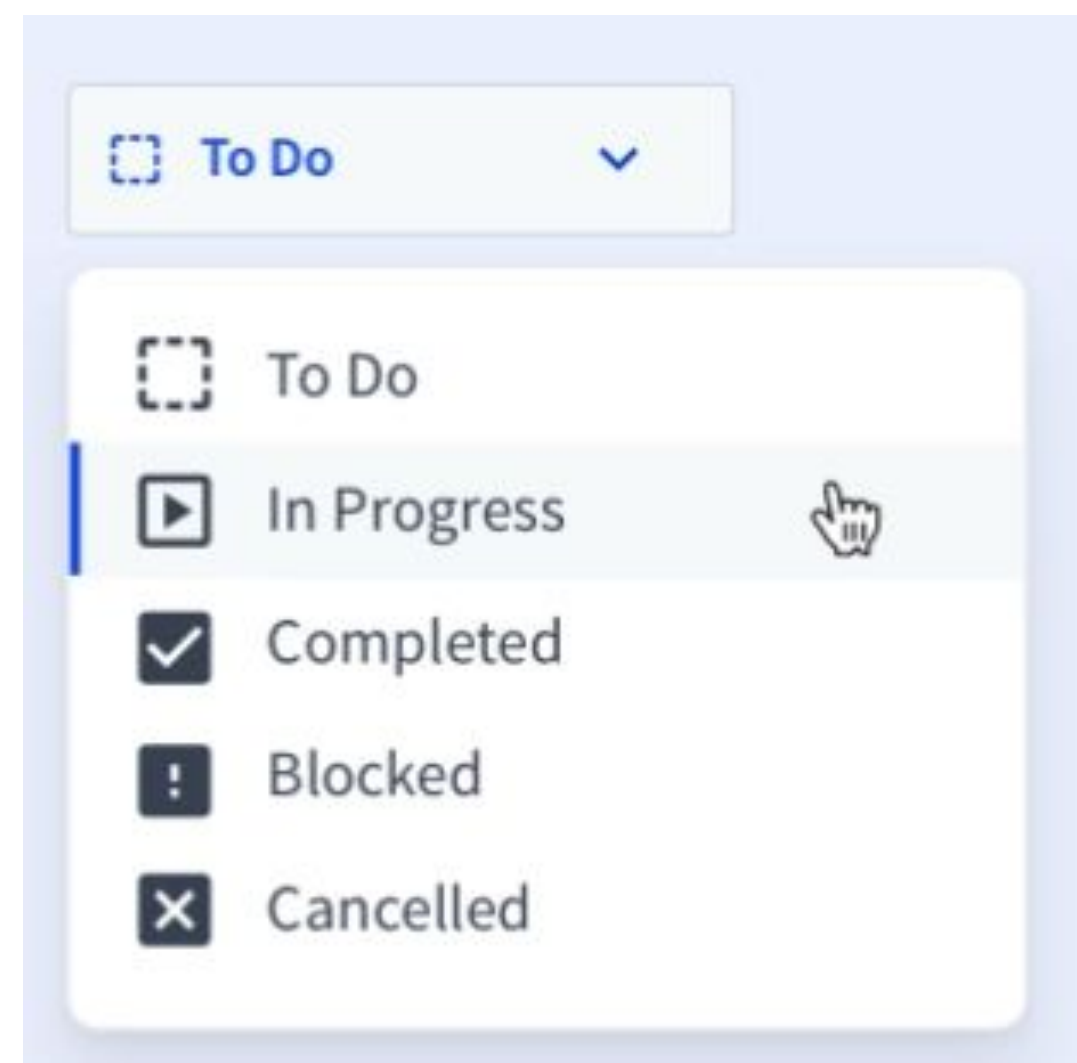 To Do
To Do
In Progress
Completed
Blocked
Cancelled